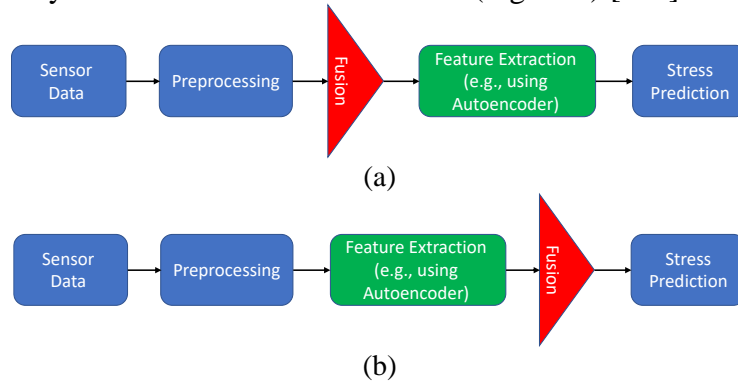 Sensor
Data
Preprocessing
Fusion
Feature Extraction
(e.g., using
Autoencoder)
Stress
Prediction
(a)
Sensor
Data
Preprocessing
Feature Extraction
(e.g., using
Autoencoder)
Fusion
Stress
Prediction
(b)